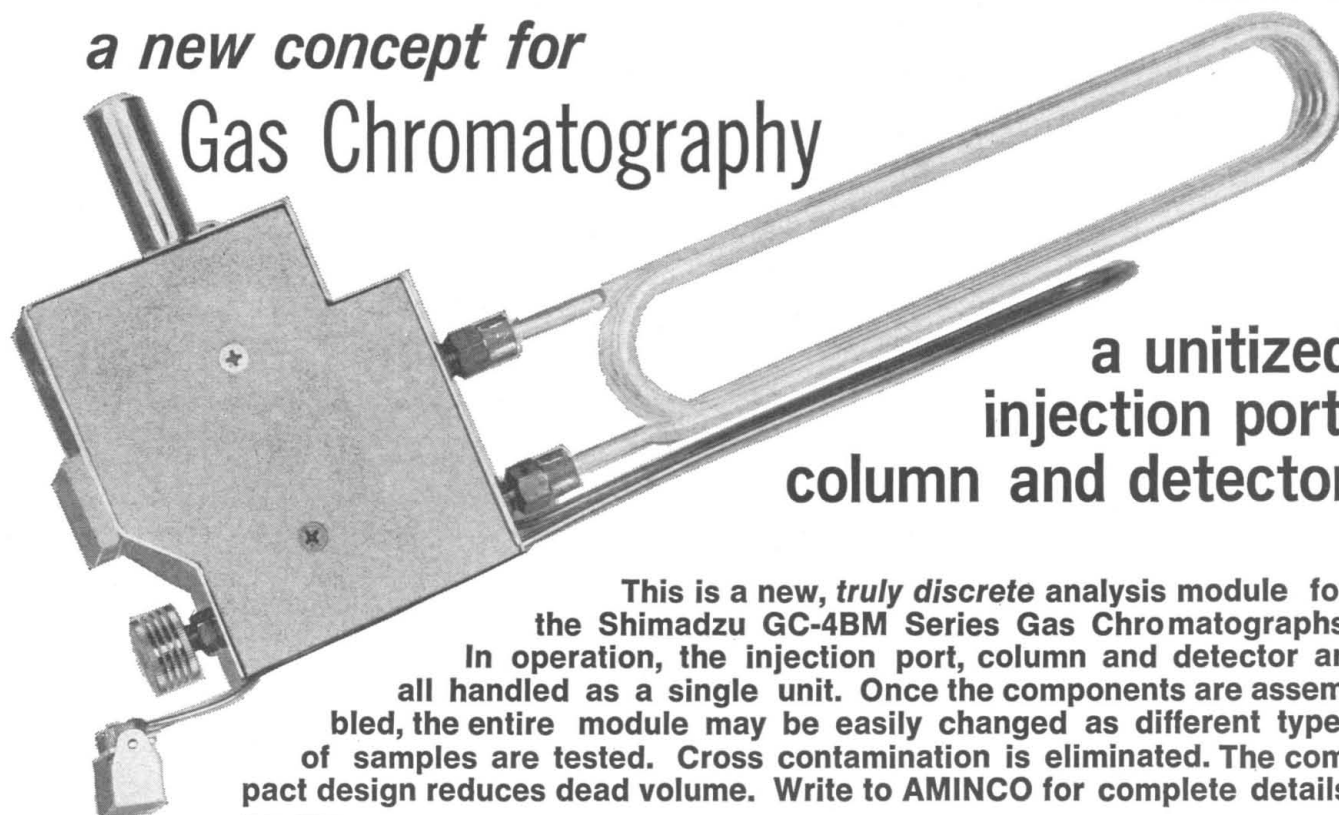 a new concept for
Gas Chromatography
a unitized
injection port
column and detector
This is a new, truly discrete analysis module fo
the Shimadzu GC-4BM Series Gas Chromatographs
In operation, the injection port, column and detector ar
all handled as a single unit. Once the components are assem
bled, the entire module may be easily changed as different type
of samples are tested. Cross contamination is eliminated. The com
pact design reduces dead volume. Write to AMINCO for complete details